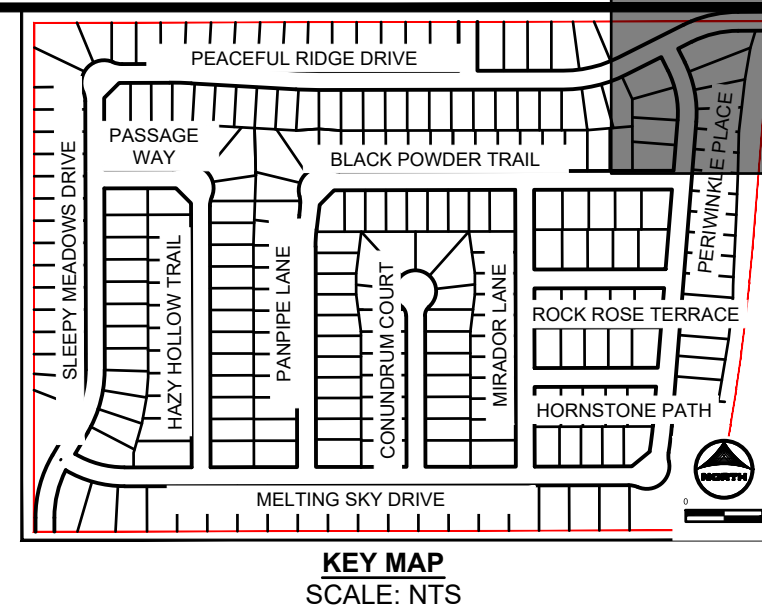 PEACEFUL RIDGE DRIVE
PASSAGE
WAY
BLACK POWDER TRAIL
PERIWINKLE PLACE
SLEEPY MEADOWS DRIVE
HAZY HOLLOW TRAIL
PANPIPE LANE
CONUNDRUM COURT
MIRADOR LANE
ROCK ROSE TERRACE
HORNSTONE PATH
NORTH
0
MELTING SKY DRIVE
KEY MAP
SCALE: NTS